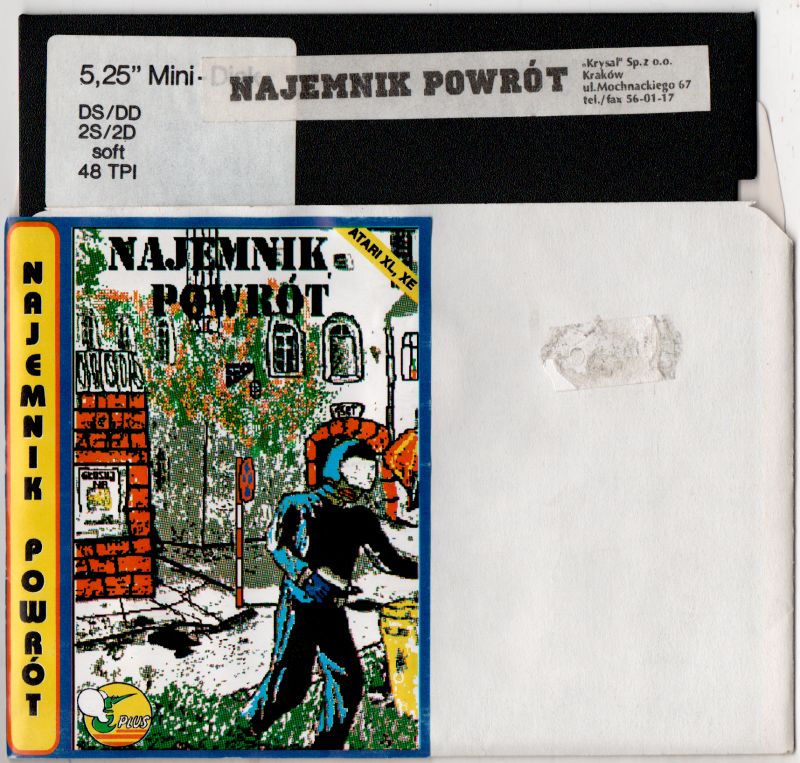 5,25” Mini-Disk
DS/DD
2S/2D
soft
48 TPI
NAJEMNIK POWRÓT
„Krysal" Sp.z o.o.
Kraków
ul.Mochnackiego 67
tel./fax 56-01-17
NAJEMNIK POWRÓT
NAJEMNIK
POWRÓT
ATARI XL, XE
PLUS